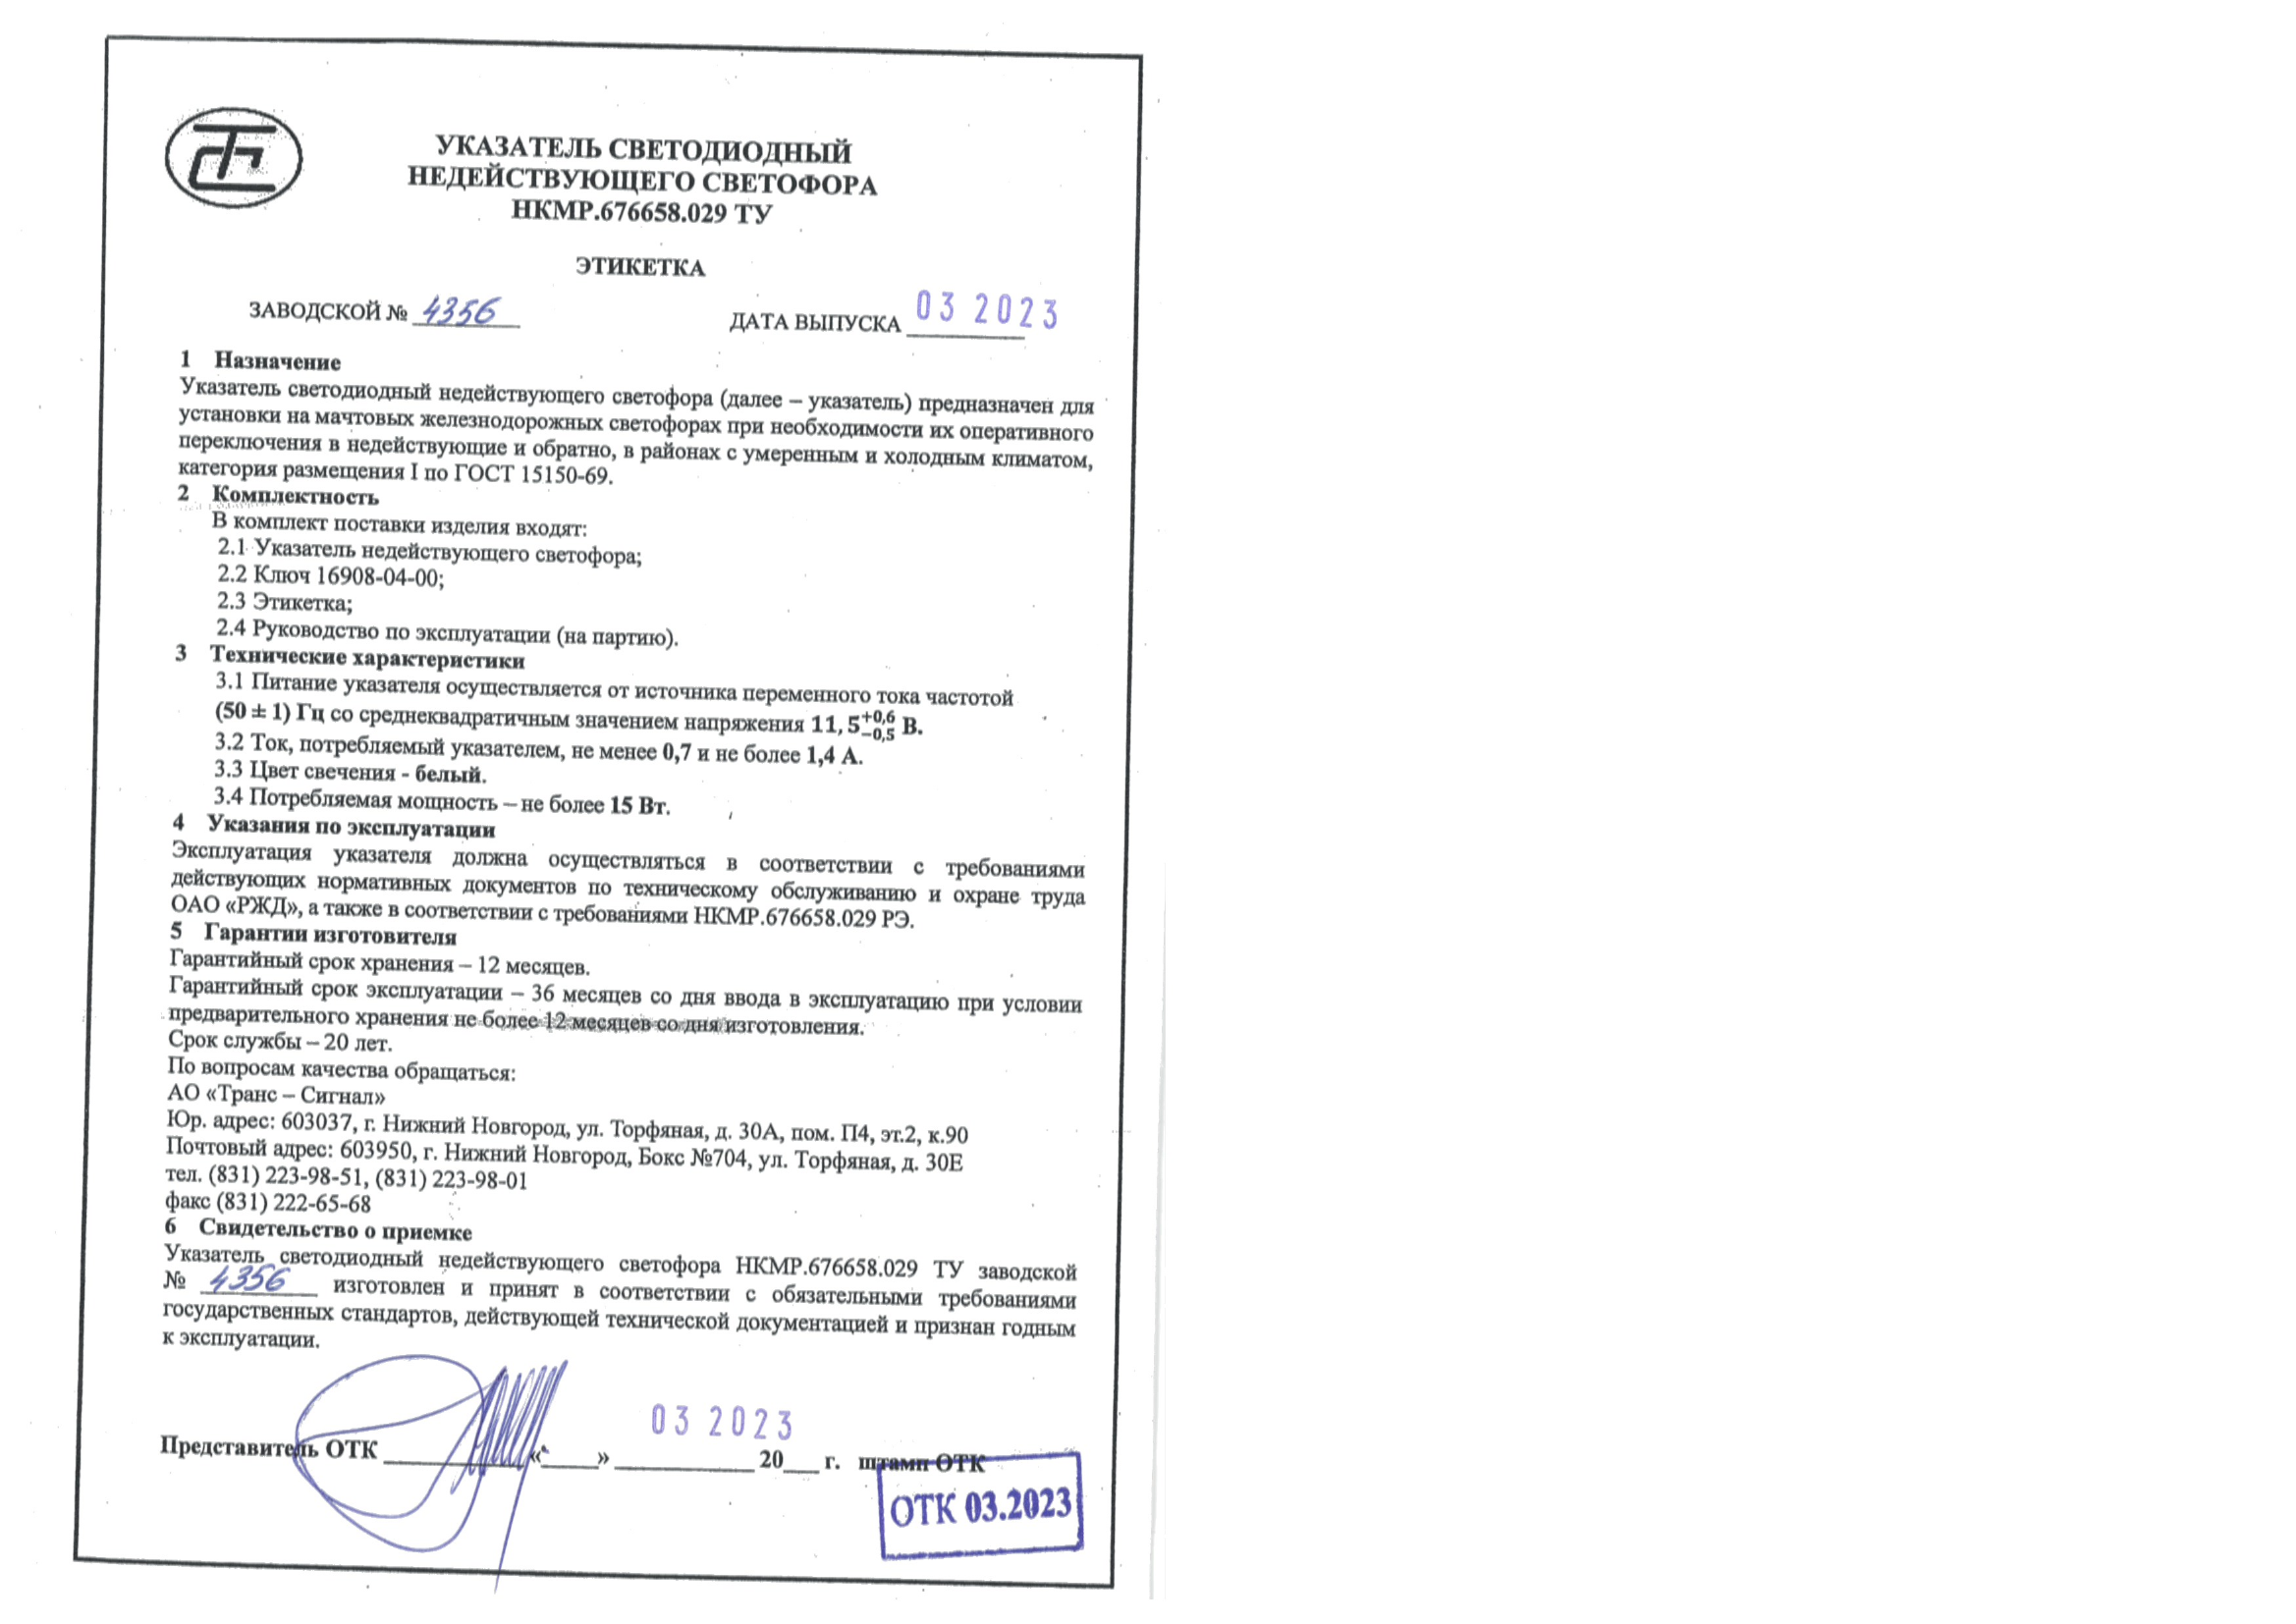 УКАЗАТЕЛЬ СВЕТОДИОДНЫЙ
НЕДЕЙСТВУЮЩЕГО СВЕТОФОРА
НКМР.676658.029 ТУ
ЭТИКЕТКА
ЗАВОДСКОЙ № 4356 ДАТА ВЫПУСКА 03 2023
1 Назначение
Указатель светодиодный недействующего светофора (далее – указатель) предназначен для
установки на мачтовых железнодорожных светофорах при необходимости их оперативного
переключения в недействующие и обратно, в районах с умеренным и холодным климатом,
категория размещения I по ГОСТ 15150-69.
2 Комплектность
В комплект поставки изделия входят:
2.1 Указатель недействующего светофора;
2.2 Ключ 16908-04-00;
2.3 Этикетка;
2.4 Руководство по эксплуатации (на партию).
3 Технические характеристики
3.1 Питание указателя осуществляется от источника переменного тока частотой
(50 ± 1) Гц со среднеквадратичным значением напряжения 11,5 +0,6 −0,5 В.
3.2 Ток, потребляемый указателем, не менее 0,7 и не более 1,4 А.
3.3 Цвет свечения - белый.
3.4 Потребляемая мощность – не более 15 Вт.
4 Указания по эксплуатации
Эксплуатация указателя должна осуществляться в соответствии с требованиями
действующих нормативных документов по техническому обслуживанию и охране труда
ОАО «РЖД», а также в соответствии с требованиями НКМР.676658.029 РЭ.
5 Гарантии изготовителя
Гарантийный срок хранения – 12 месяцев.
Гарантийный срок эксплуатации – 36 месяцев со дня ввода в эксплуатацию при условии
предварительного хранения не более 12 месяцев со дня изготовления.
Срок службы – 20 лет.
По вопросам качества обращаться:
АО «Транс – Сигнал»
Юр. адрес: 603037, г. Нижний Новгород, ул. Торфяная, д. 30А, пом. П4, эт.2, к.90
Почтовый адрес: 603950, г. Нижний Новгород, Бокс №704, ул. Торфяная, д. 30Е
тел. (831) 223-98-51, (831) 223-98-01
факс (831) 222-65-68
6 Свидетельство о приемке
Указатель светодиодный недействующего светофора НКМР.676658.029 ТУ заводской
№ 4356 изготовлен и принят в соответствии с обязательными требованиями
государственных стандартов, действующей технической документацией и признан годным
к эксплуатации.
03 2023
Представитель ОТК ____________ «_____» ____________ 20___ г. штамп ОТК
ОТК 03.2023